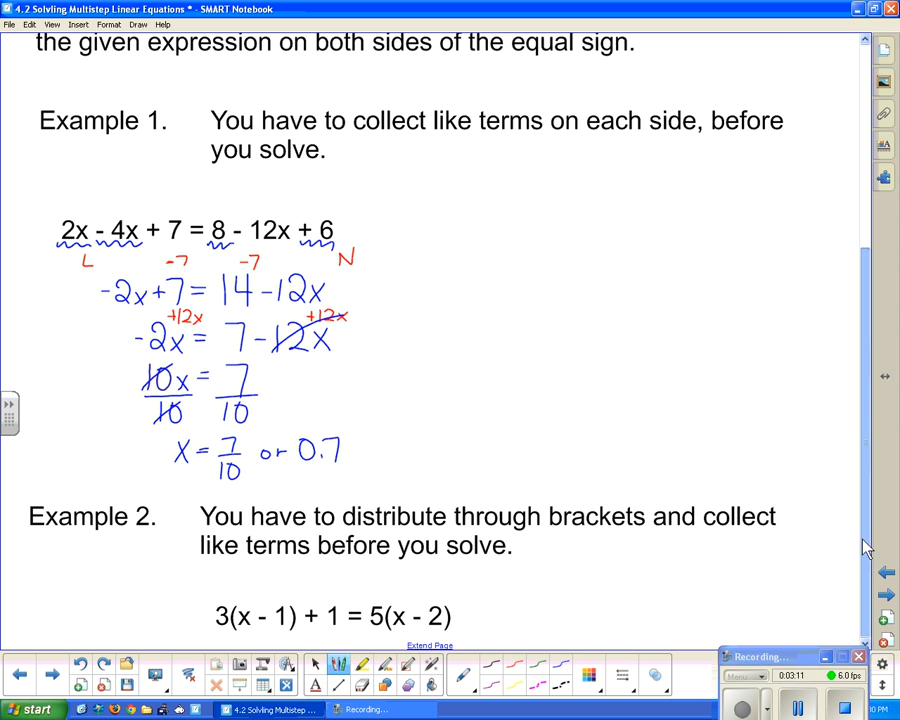 4.2 Solvling Multistep Linear Equations * - SMART Notebook
File Edit View Insert Format Draw Help
the given expression on both sides of the equal sign.
Example 1. You have to collect like terms on each side, before
you solve.
2x - 4x + 7 = 8 - 12x + 6
L -7 -7 N
-2x+7 = 14-12x
+12x +12x
-2x = 7-12x
10x = 7
10 10
x = 7/10 or 0.7
Example 2. You have to distribute through brackets and collect
like terms before you solve.
3(x - 1) + 1 = 5(x - 2)
Extend Page
Recording...
Menu 0:03:11 6.0 fps
start 4.2 Solvling Multistep ... Recording...